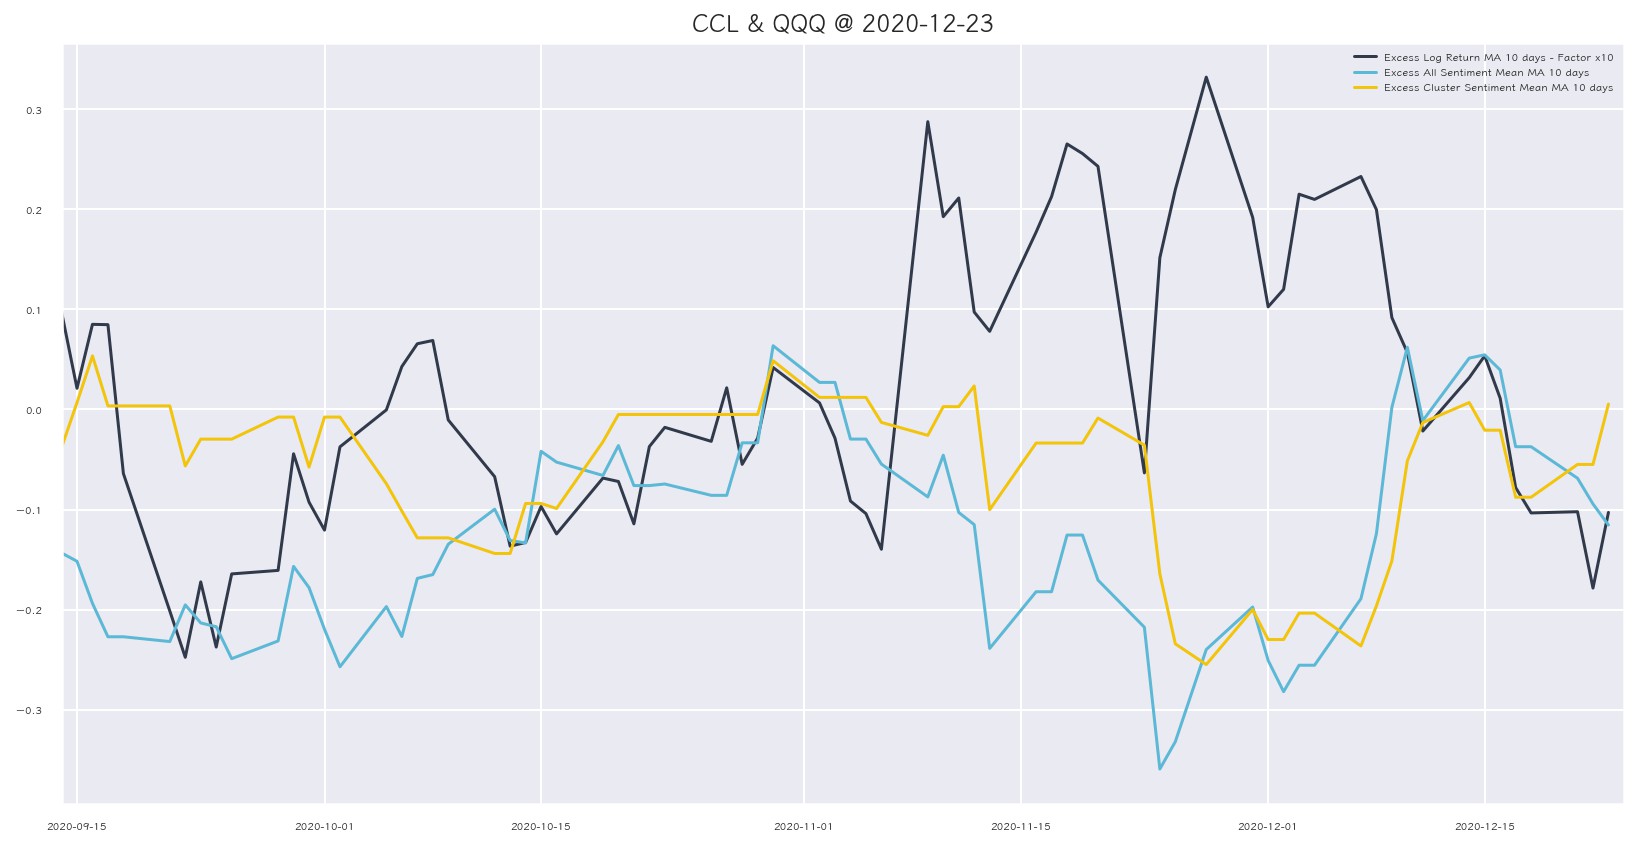 CCL & QQQ @ 2020-12-23
Excess Log Return MA 10 days - Factor x10
Excess All Sentiment Mean MA 10 days
Excess Cluster Sentiment Mean MA 10 days
0.3
0.2
0.1
0.0
−0.1
−0.2
−0.3
2020-09-15 2020-10-01 2020-10-15 2020-11-01 2020-11-15 2020-12-01 2020-12-15